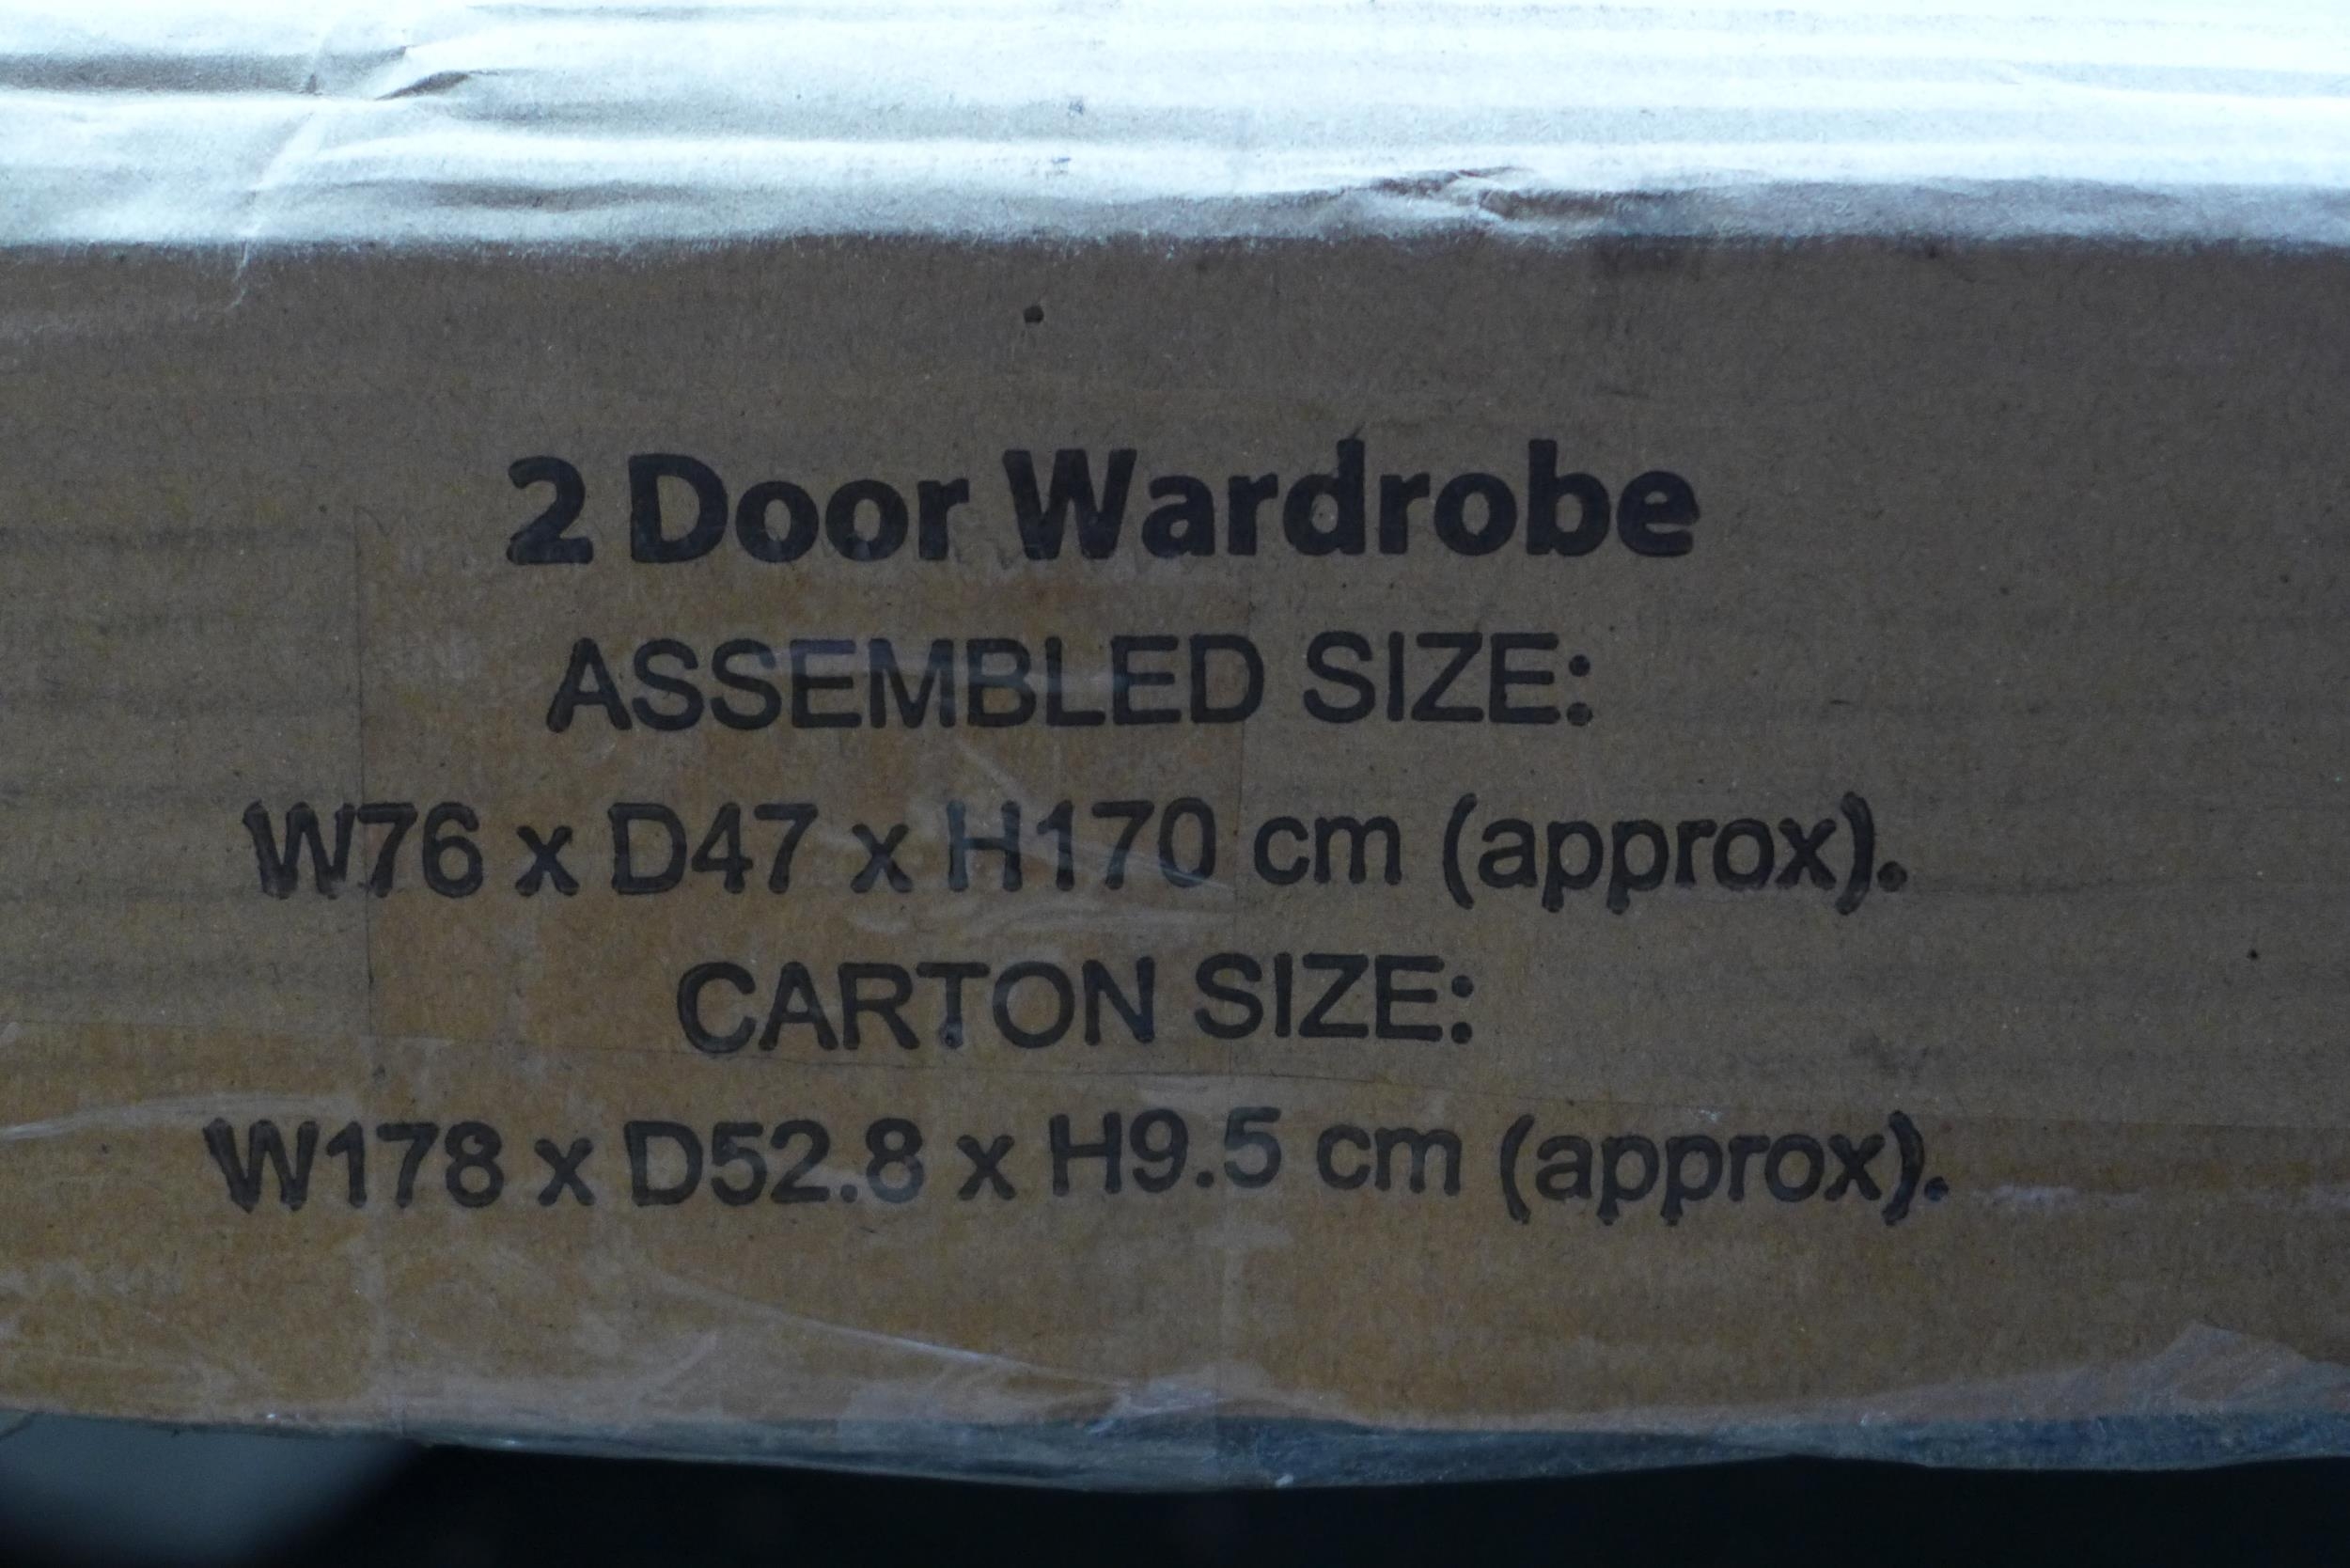 2 Door Wardrobe
ASSEMBLED SIZE:
W76 x D47 x H170 cm (approx).
CARTON SIZE:
W178 x D52.8 x H9.5 cm (approx).